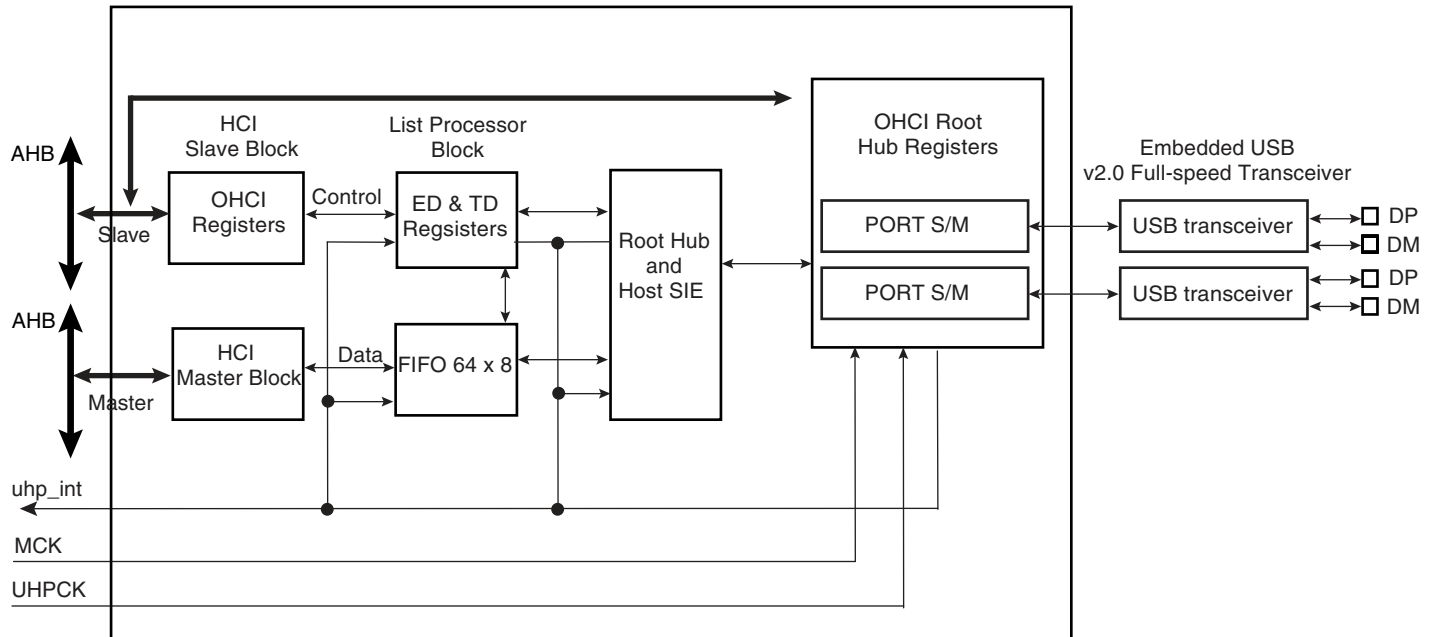 HCI
Slave Block
List Processor
Block
OHCI Root
Hub Registers
Embedded USB
v2.0 Full-speed Transceiver
AHB
Slave
OHCI
Registers
Control
ED & TD
Regsisters
Root Hub
and
Host SIE
PORT S/M
USB transceiver
DP
DM
PORT S/M
USB transceiver
DP
DM
AHB
Master
HCI
Master Block
Data
FIFO 64 x 8
uhp_int
MCK
UHPCK